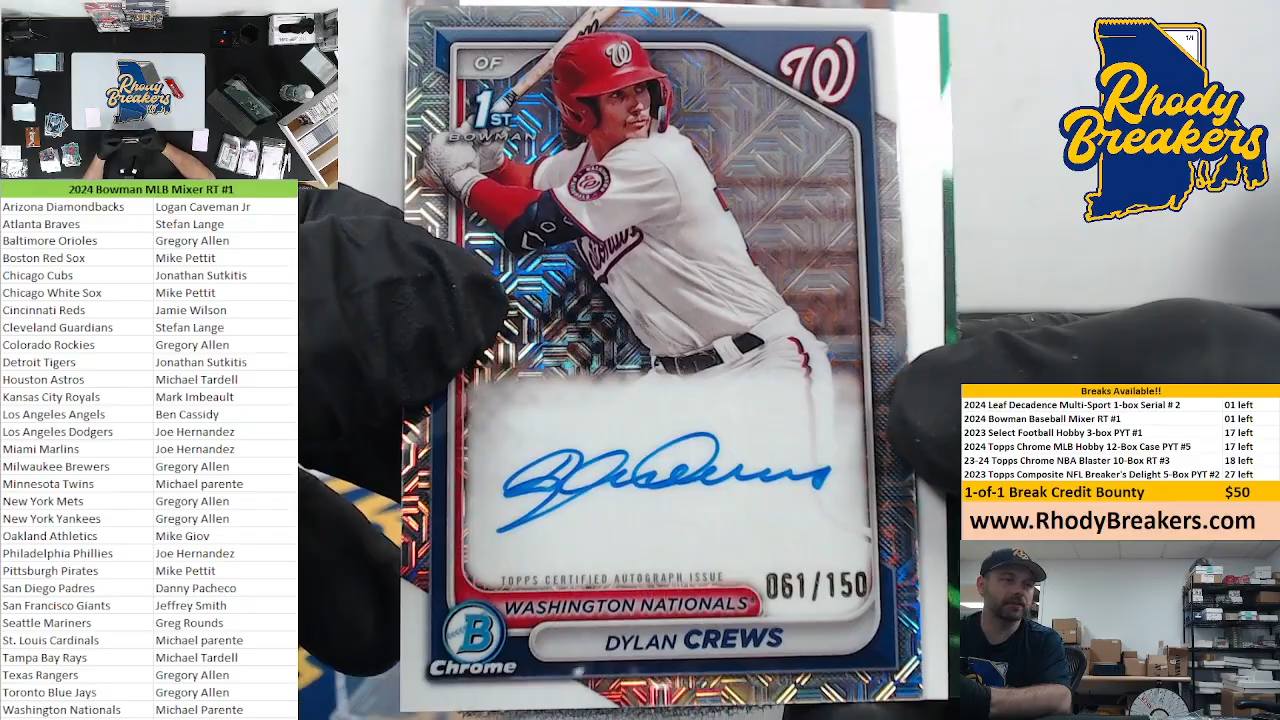 Rhody
Breakers
2024 Bowman MLB Mixer RT #1
Arizona Diamondbacks Logan Caveman Jr
Atlanta Braves Stefan Lange
Baltimore Orioles Gregory Allen
Boston Red Sox Mike Pettit
Chicago Cubs Jonathan Sutkitis
Chicago White Sox Mike Pettit
Cincinnati Reds Jamie Wilson
Cleveland Guardians Stefan Lange
Colorado Rockies Gregory Allen
Detroit Tigers Jonathan Sutkitis
Houston Astros Michael Tardell
Kansas City Royals Mark Imbeault
Los Angeles Angels Ben Cassidy
Los Angeles Dodgers Joe Hernandez
Miami Marlins Joe Hernandez
Milwaukee Brewers Gregory Allen
Minnesota Twins Michael parente
New York Mets Gregory Allen
New York Yankees Gregory Allen
Oakland Athletics Mike Giov
Philadelphia Phillies Joe Hernandez
Pittsburgh Pirates Mike Pettit
San Diego Padres Danny Pacheco
San Francisco Giants Jeffrey Smith
Seattle Mariners Greg Rounds
St. Louis Cardinals Michael parente
Tampa Bay Rays Michael Tardell
Texas Rangers Gregory Allen
Toronto Blue Jays Gregory Allen
Washington Nationals Michael Parente
OF
1ST
BOWMAN
W
W
Nationals
TOPPS CERTIFIED AUTOGRAPH ISSUE
061/150
WASHINGTON NATIONALS
DYLAN CREWS
B
Chrome
1/1
Rhody
Breakers
Breaks Available!!
2024 Leaf Decadence Multi-Sport 1-box Serial # 2 01 left
2024 Bowman Baseball Mixer RT #1 01 left
2023 Select Football Hobby 3-box PYT #1 17 left
2024 Topps Chrome MLB Hobby 12-Box Case PYT #5 17 left
23-24 Topps Chrome NBA Blaster 10-Box RT #3 18 left
2023 Topps Composite NFL Breaker's Delight 5-Box PYT #2 27 left
1-of-1 Break Credit Bounty $50
www.RhodyBreakers.com